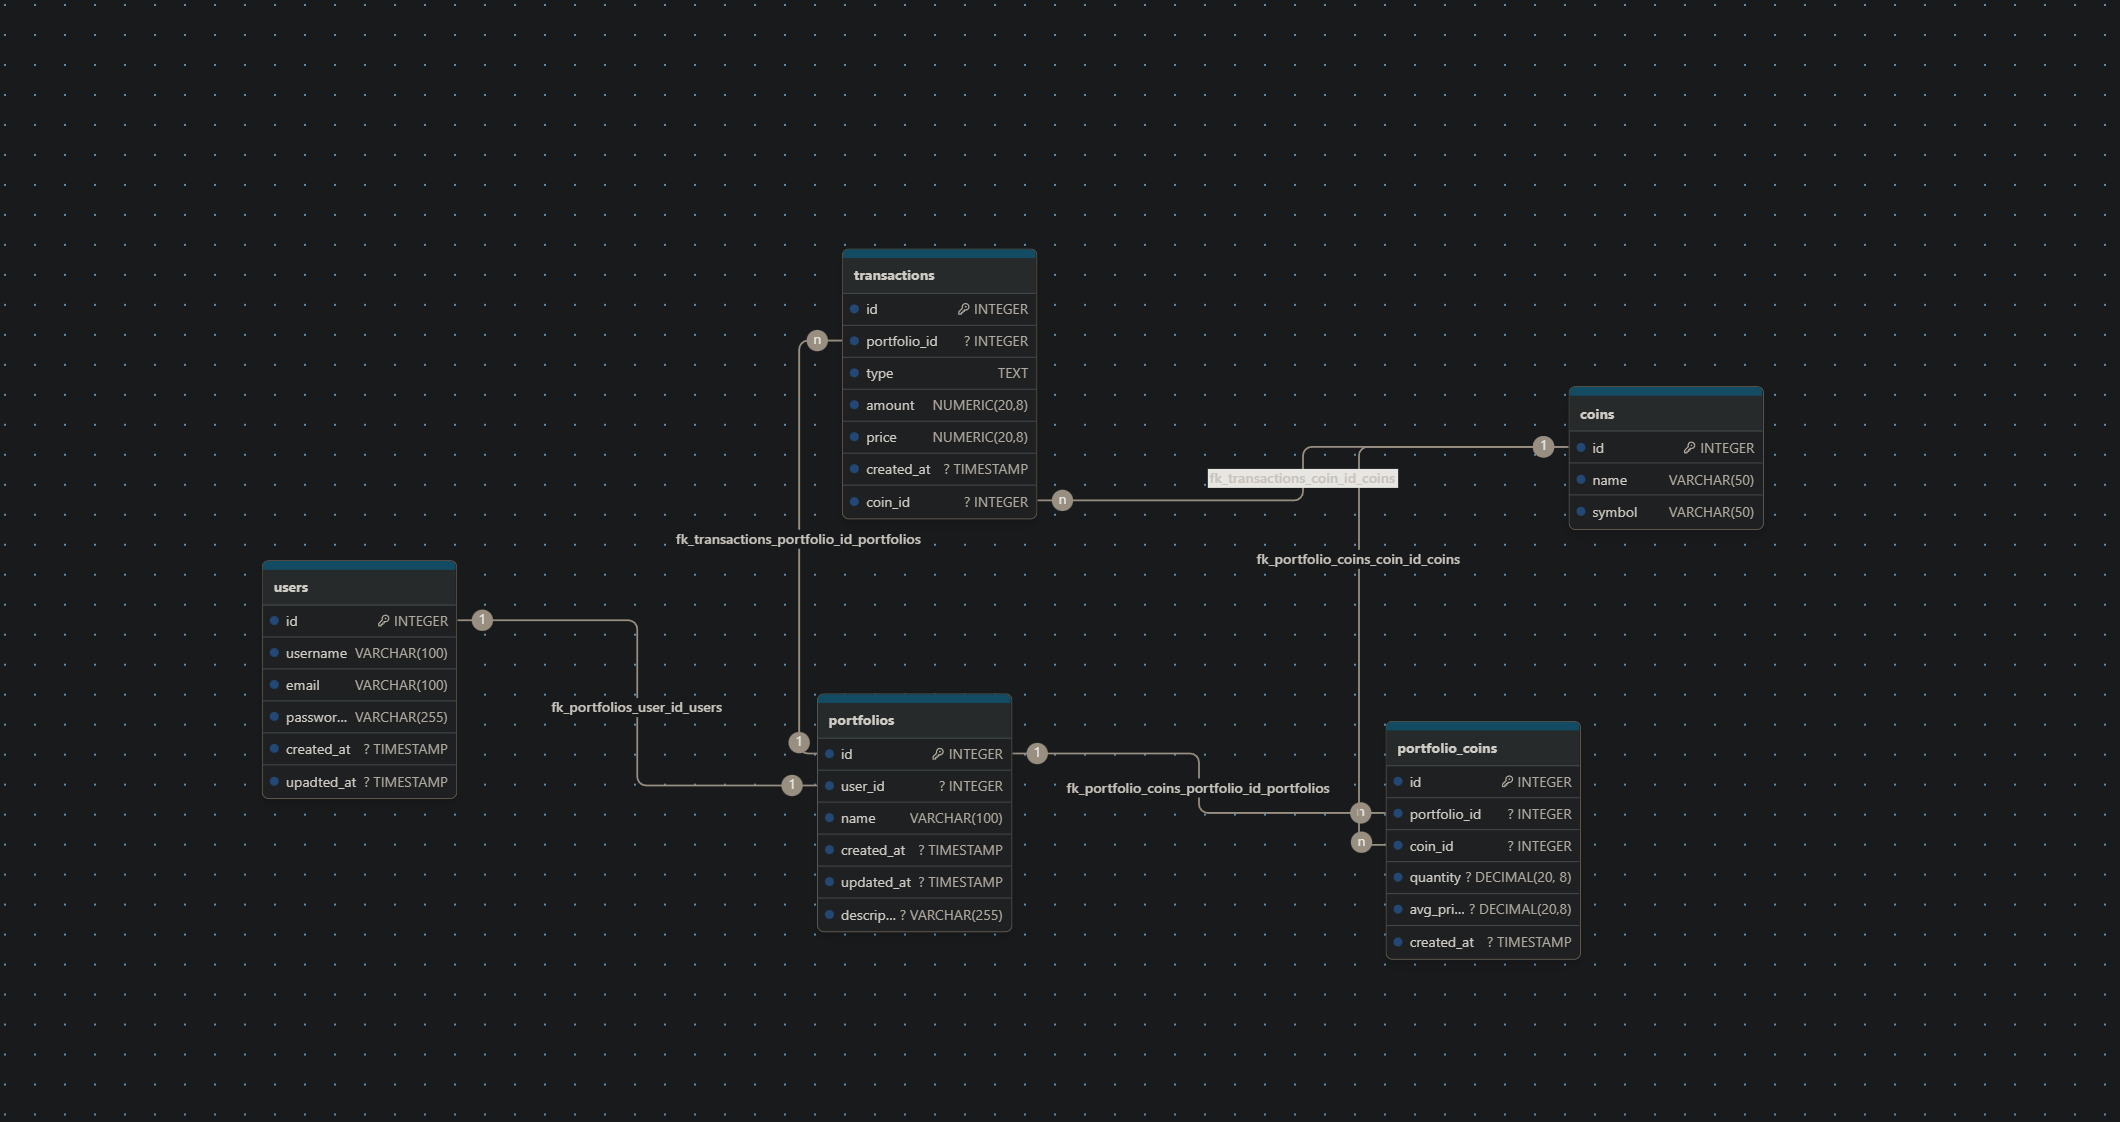 transactions
id INTEGER
portfolio_id ? INTEGER
type TEXT
amount NUMERIC(20,8)
price NUMERIC(20,8)
created_at ? TIMESTAMP
coin_id ? INTEGER
n
n
fk_transactions_portfolio_id_portfolios
1
coins
id INTEGER
name VARCHAR(50)
symbol VARCHAR(50)
1
fk_transactions_coin_id_coins
fk_portfolio_coins_coin_id_coins
users
id INTEGER
username VARCHAR(100)
email VARCHAR(100)
passwor... VARCHAR(255)
created_at ? TIMESTAMP
upadted_at ? TIMESTAMP
1
fk_portfolios_user_id_users
1
portfolios
id INTEGER
user_id ? INTEGER
name VARCHAR(100)
created_at ? TIMESTAMP
updated_at ? TIMESTAMP
descrip... ? VARCHAR(255)
1
fk_portfolio_coins_portfolio_id_portfolios
n
n
portfolio_coins
id INTEGER
portfolio_id ? INTEGER
coin_id ? INTEGER
quantity ? DECIMAL(20, 8)
avg_pri... ? DECIMAL(20,8)
created_at ? TIMESTAMP